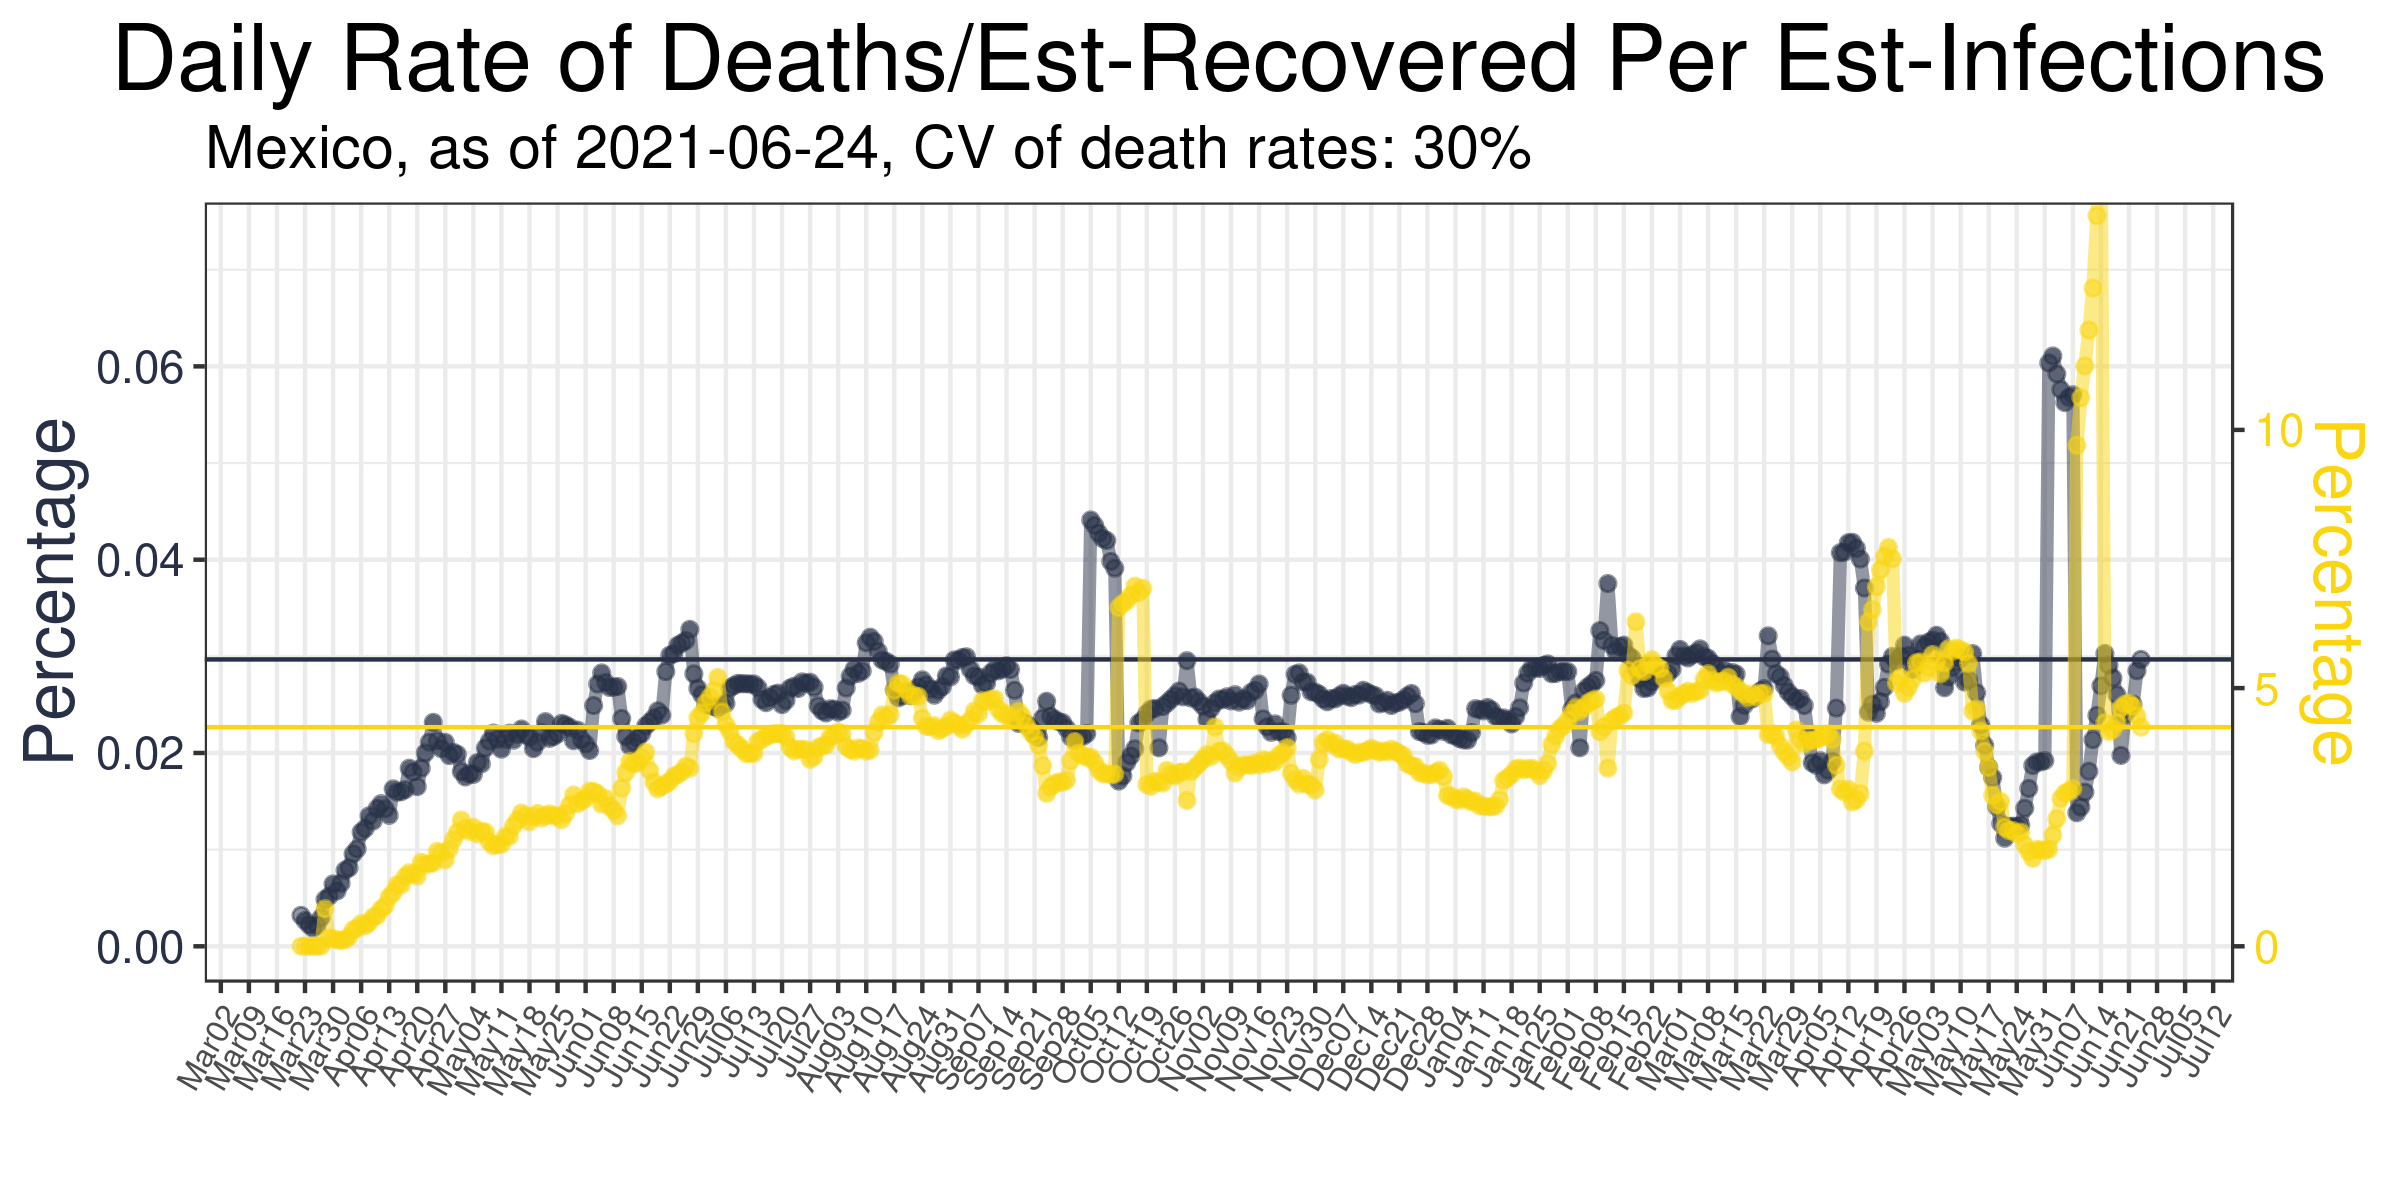 Daily Rate of Deaths/Est-Recovered Per Est-Infections
Mexico, as of 2021-06-24, CV of death rates: 30%
Percentage
0.06
0.04
0.02
0.00
10
5
0
Percentage
Mar02
Mar09
Mar16
Mar23
Mar30
Apr06
Apr13
Apr20
Apr27
May04
May11
May18
May25
Jun01
Jun08
Jun15
Jun22
Jun29
Jul06
Jul13
Jul20
Jul27
Aug03
Aug10
Aug17
Aug24
Aug31
Sep07
Sep14
Sep21
Sep28
Oct05
Oct12
Oct19
Oct26
Nov02
Nov09
Nov16
Nov23
Nov30
Dec07
Dec14
Dec21
Dec28
Jan04
Jan11
Jan18
Jan25
Feb01
Feb08
Feb15
Feb22
Mar01
Mar08
Mar15
Mar22
Mar29
Apr05
Apr12
Apr19
Apr26
May03
May10
May17
May24
May31
Jun07
Jun14
Jun21
Jun28
Jul05
Jul12